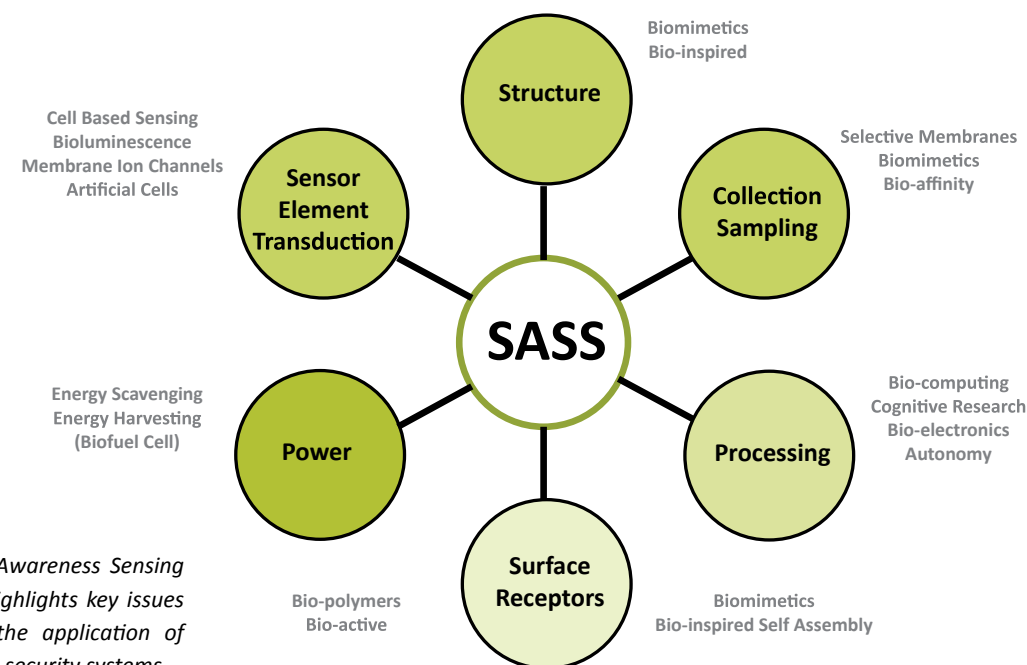 Biomimetics
Bio-inspired
Structure
Cell Based Sensing
Bioluminescence
Membrane Ion Channels
Artificial Cells
Sensor
Element
Transduction
Selective Membranes
Biomimetics
Bio-affinity
Collection
Sampling
SASS
Energy Scavenging
Energy Harvesting
(Biofuel Cell)
Power
Bio-computing
Cognitive Research
Bio-electronics
Autonomy
Processing
Surface
Receptors
Bio-polymers
Bio-active
Biomimetics
Bio-inspired Self Assembly
Awareness Sensing
ghlights key issues
the application of
security systems